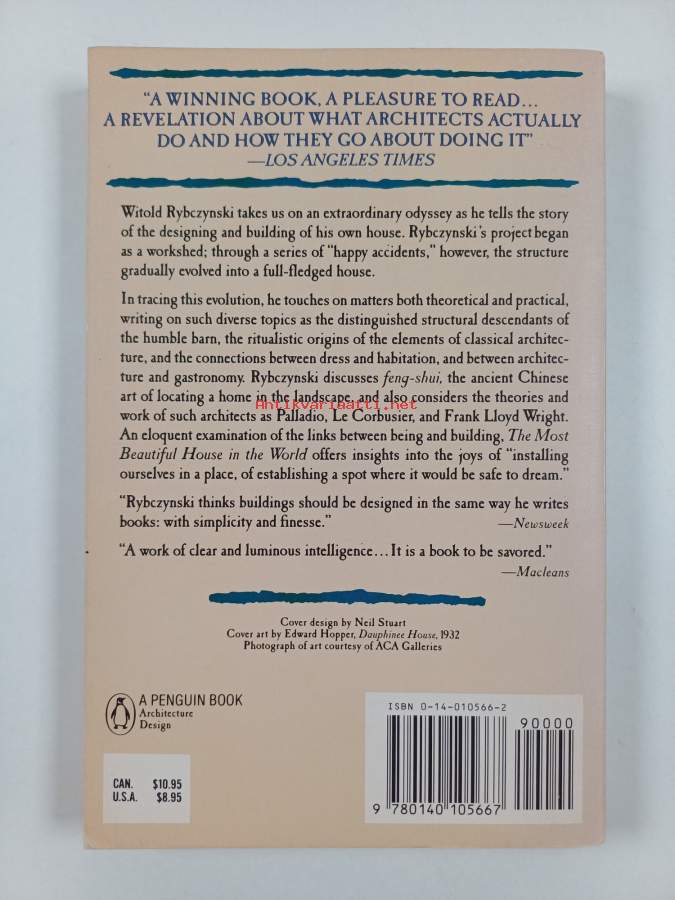 “A WINNING BOOK, A PLEASURE TO READ...
A REVELATION ABOUT WHAT ARCHITECTS ACTUALLY
DO AND HOW THEY GO ABOUT DOING IT”
—LOS ANGELES TIMES
Witold Rybczynski takes us on an extraordinary odyssey as he tells the story
of the designing and building of his own house. Rybczynski’s project began
as a workshed; through a series of “happy accidents,” however, the structure
gradually evolved into a full-fledged house.
In tracing this evolution, he touches on matters both theoretical and practical,
writing on such diverse topics as the distinguished structural descendants of
the humble barn, the ritualistic origins of the elements of classical architec-
ture, and the connections between dress and habitation, and between architec-
ture and gastronomy. Rybczynski discusses feng-shui, the ancient Chinese
art of locating a home in the landscape, and also considers the theories and
Antikvariaatti.net
work of such architects as Palladio, Le Corbusier, and Frank Lloyd Wright.
An eloquent examination of the links between being and building, The Most
Beautiful House in the World offers insights into the joys of “installing
ourselves in a place, of establishing a spot where it would be safe to dream.”
“Rybczynski thinks buildings should be designed in the same way he writes
books: with simplicity and finesse.” —Newsweek
“A work of clear and luminous intelligence...It is a book to be savored.”
—Macleans
Cover design by Neil Stuart
Cover art by Edward Hopper, Dauphinee House, 1932
Photograph of art courtesy of ACA Galleries
A PENGUIN BOOK
Architecture
Design
ISBN 0-14-010566-2
90000
9 780140 105667
CAN. $10.95
U.S.A. $8.95